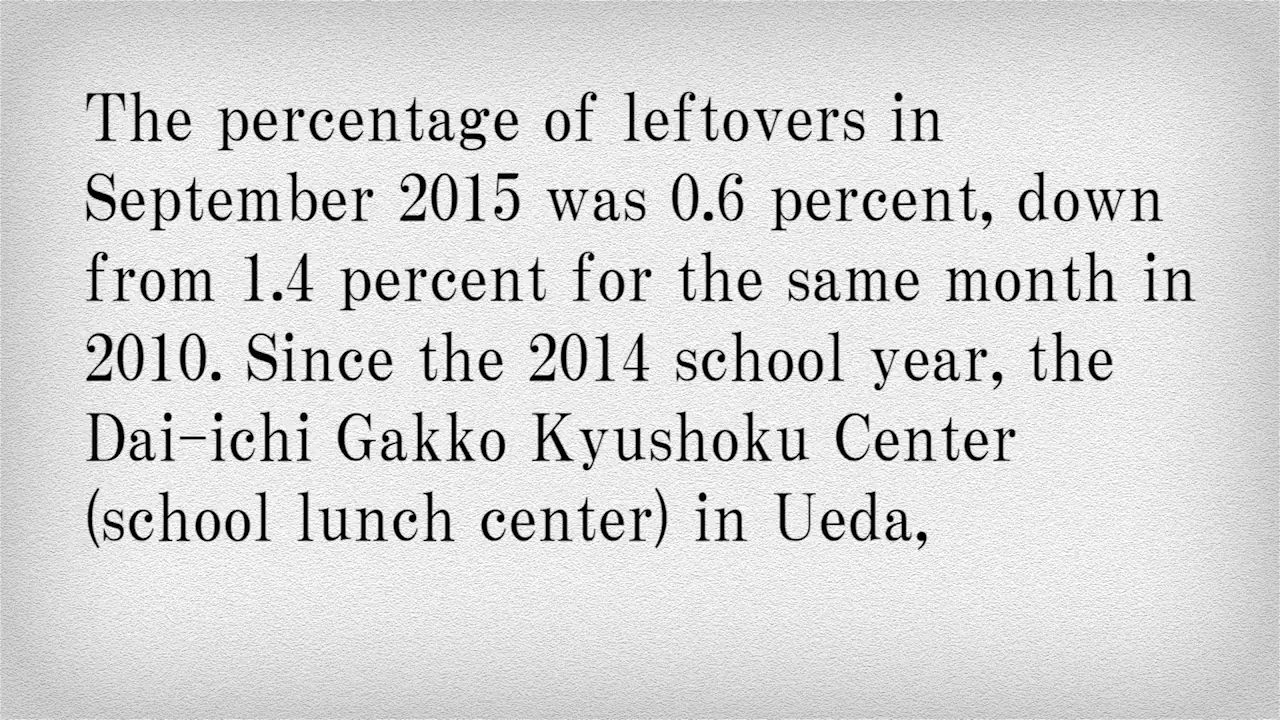 The percentage of leftovers in
September 2015 was 0.6 percent, down
from 1.4 percent for the same month in
2010. Since the 2014 school year, the
Dai-ichi Gakko Kyushoku Center
(school lunch center) in Ueda,